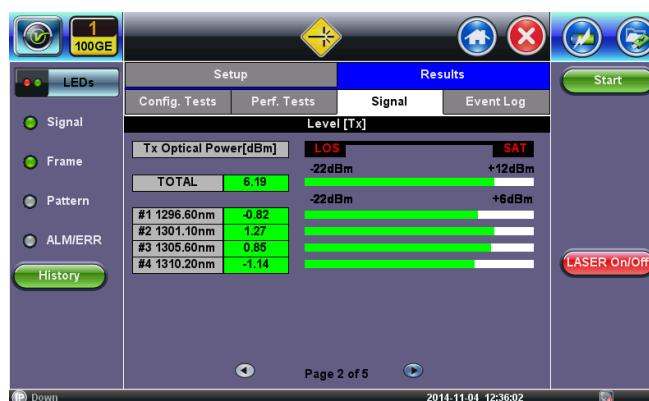 1
100GE
LEDs
Signal
Frame
Pattern
ALM/ERR
History
Setup
Results
Config. Tests
Perf. Tests
Signal
Event Log
Level [Tx]
Tx Optical Power[dBm]
LOS
SAT
-22dBm
+12dBm
TOTAL
6.19
-22dBm
+6dBm
#1 1296.60nm
-0.82
#2 1301.10nm
1.27
#3 1305.60nm
0.85
#4 1310.20nm
-1.14
Page 2 of 5
Start
LASER On/Off
IP
Down
2014-11-04 12:36:02